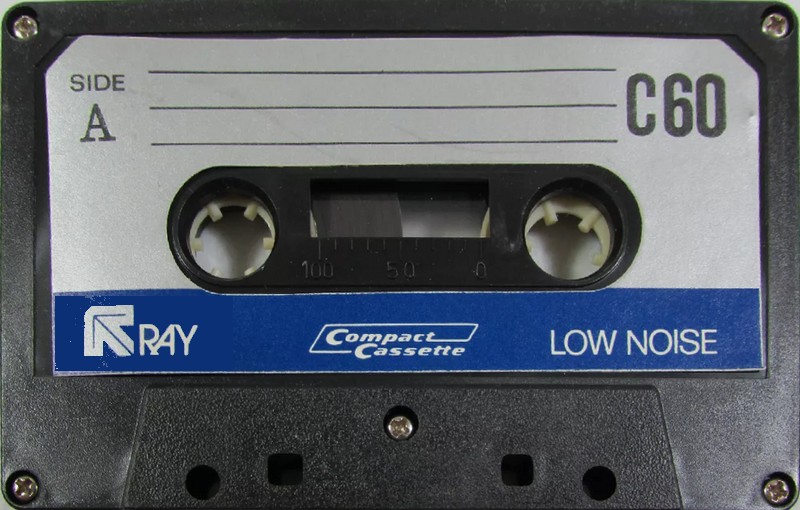 SIDE
A
C60
100 50 0
RAY
Compact
Cassette
LOW NOISE